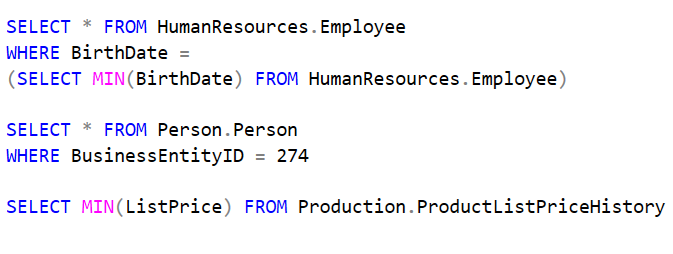 SELECT * FROM HumanResources.Employee
WHERE BirthDate =
(SELECT MIN(BirthDate) FROM HumanResources.Employee)
SELECT * FROM Person.Person
WHERE BusinessEntityID = 274
SELECT MIN(ListPrice) FROM Production.ProductListPriceHistory